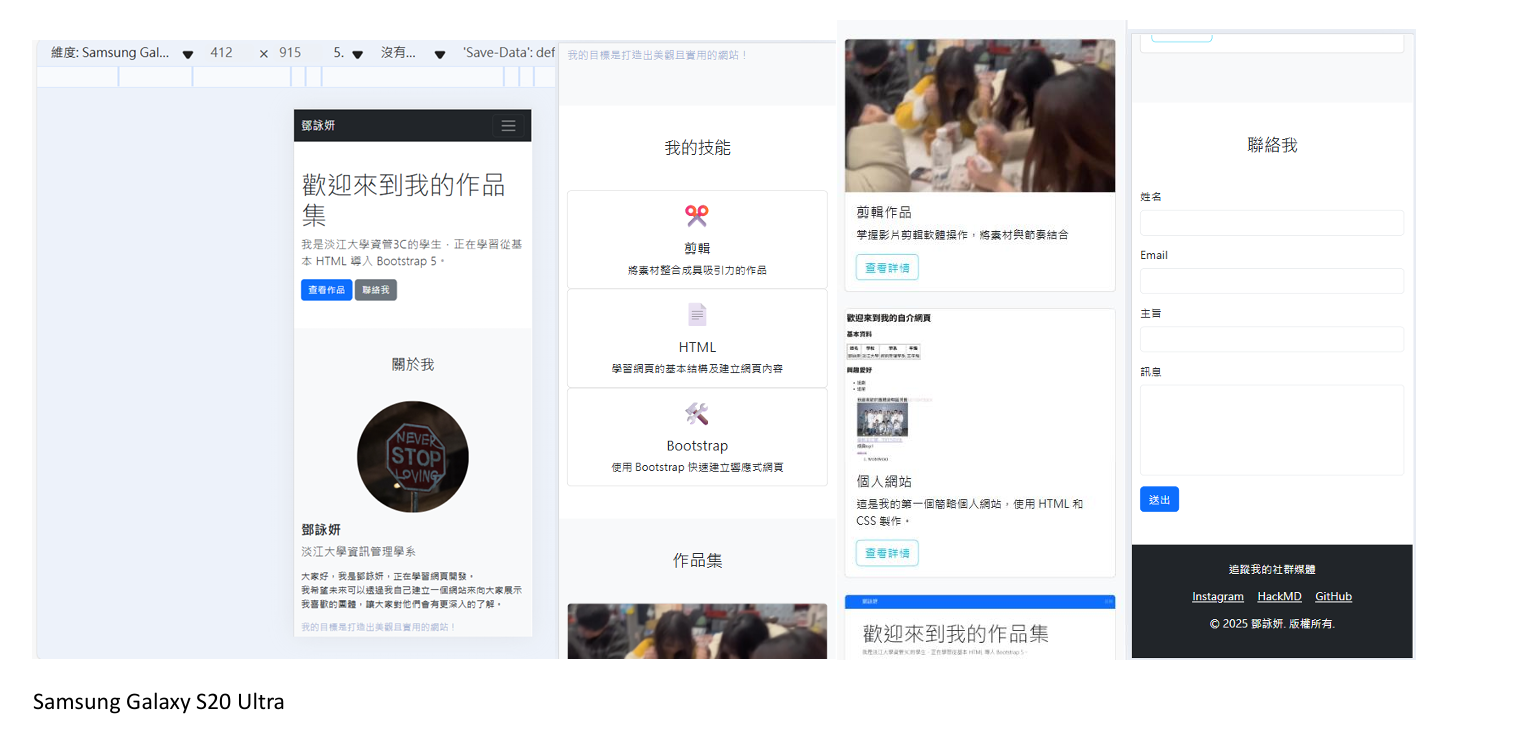 維度: Samsung Gal... 412 × 915 5. 沒有... 'Save-Data': def
鄧詠妍
歡迎來到我的作品
集
我是淡江大學資管3C的學生，正在學習從基
本 HTML 導入 Bootstrap 5。
查看作品 聯絡我
關於我
NEVER
STOP
LOVING
鄧詠妍
淡江大學資訊管理學系
大家好，我是鄧詠妍，正在學習網頁開發。
我希望未來可以透過我自己建立一個網站來向大家展示
我喜歡的團體，讓大家對他們會有更深入的了解。
我的目標是打造出美觀且實用的網站！
我的目標是打造出美觀且實用的網站！
我的技能
剪輯
將素材整合成具吸引力的作品
HTML
學習網頁的基本結構及建立網頁內容
Bootstrap
使用 Bootstrap 快速建立響應式網頁
作品集
剪輯作品
掌握影片剪輯軟體操作，將素材與節奏結合
查看詳情
歡迎來到我的自介網頁
基本資料
姓名 學校 學系 年級
興趣愛好
個人網站
這是我的第一個簡略個人網站，使用 HTML 和
CSS 製作。
查看詳情
鄧詠妍
歡迎來到我的作品集
我是淡江大學資管3C的學生，正在學習從基本 HTML 導入 Bootstrap 5。
聯絡我
姓名
Email
主旨
訊息
送出
追蹤我的社群媒體
Instagram HackMD GitHub
© 2025 鄧詠妍. 版權所有.
Samsung Galaxy S20 Ultra